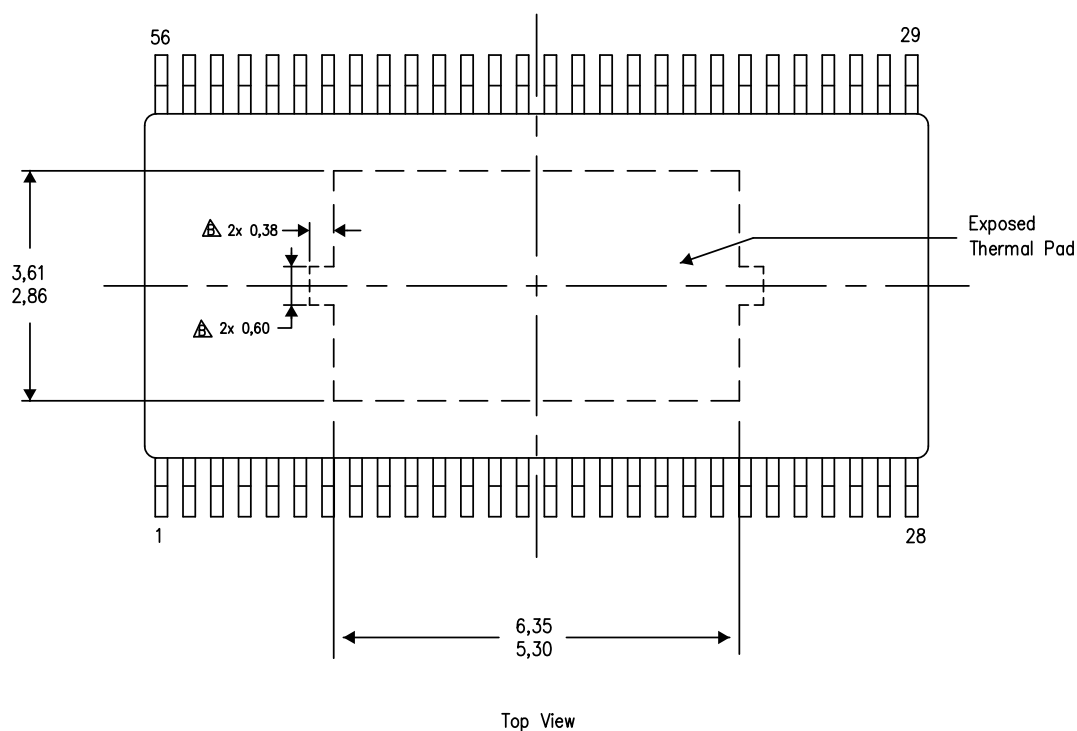 56
29
B 2x 0,38
Exposed
Thermal Pad
3,61
2,86
B 2x 0,60
1
28
6,35
5,30
Top View